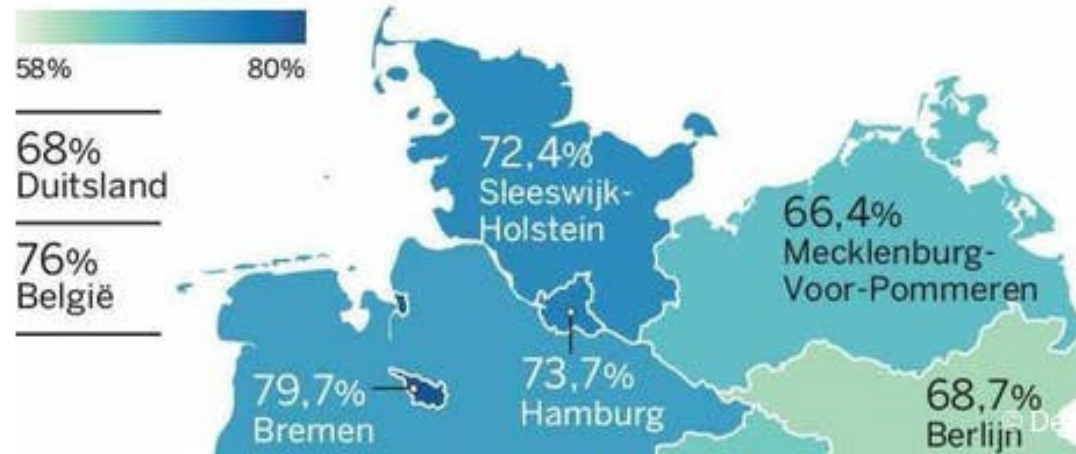 58% 80%
68%
Duitsland
76%
België
72,4%
Sleeswijk-
Holstein
66,4%
Mecklenburg-
Voor-Pommeren
79,7%
Bremen
73,7%
Hamburg
68,7%
Berlijn
© De